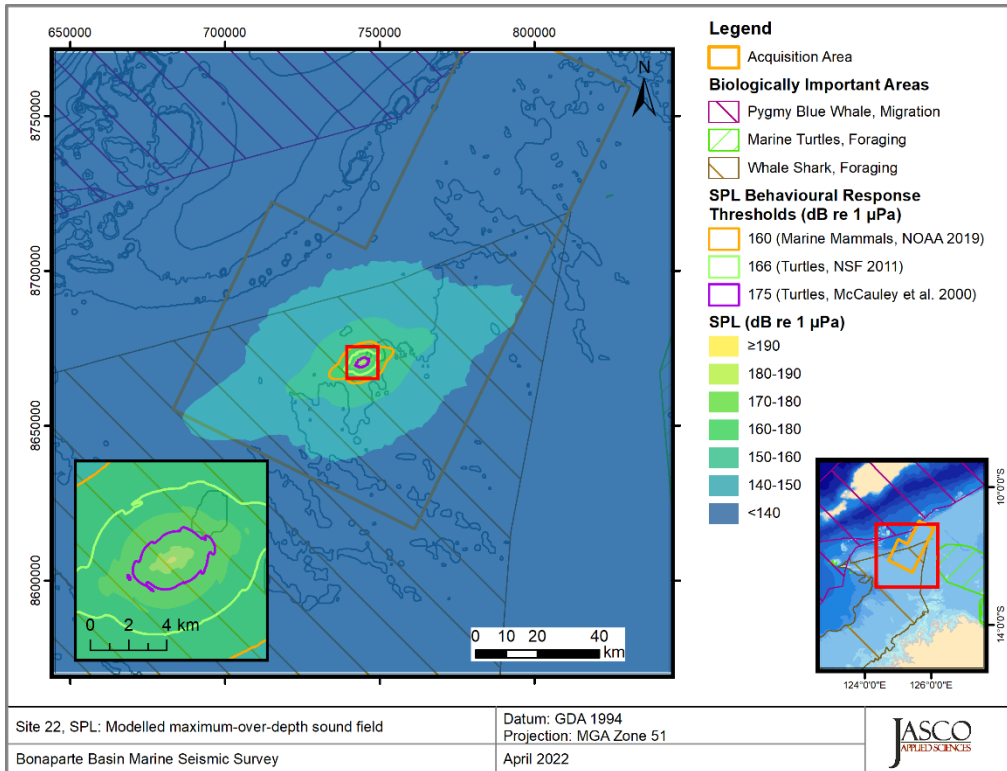 650000
700000
750000
800000
8750000
8700000
8650000
8600000
N
0 2 4 km
0 10 20 40
km
Legend
Acquisition Area
Biologically Important Areas
Pygmy Blue Whale, Migration
Marine Turtles, Foraging
Whale Shark, Foraging
SPL Behavioural Response
Thresholds (dB re 1 µPa)
160 (Marine Mammals, NOAA 2019)
166 (Turtles, NSF 2011)
175 (Turtles, McCauley et al. 2000)
SPL (dB re 1 µPa)
≥190
180-190
170-180
160-180
150-160
140-150
<140
10°0'S
14°0'S
124°0'0"E
126°0'0"E
Site 22, SPL: Modelled maximum-over-depth sound field
Bonaparte Basin Marine Seismic Survey
Datum: GDA 1994
Projection: MGA Zone 51
April 2022
JASCO
APPLIED SCIENCES